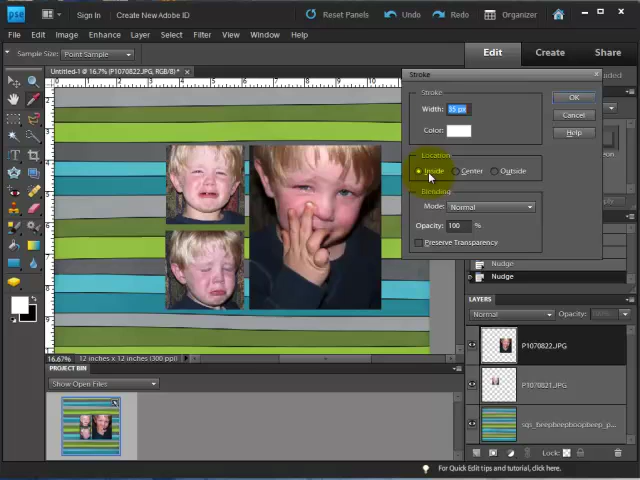 pse
Sign In
Create New Adobe ID
Reset Panels
Undo
Redo
Organizer
File Edit Image Enhance Layer Select Filter View Window Help
Sample Size: Point Sample
Edit
Create
Share
Untitled-1 @ 16.7% (P1070822.JPG, RGB/8)* ×
Stroke
Stroke
Width: 35 px
Color:
OK
Cancel
Help
Location
Inside Center Outside
Blending
Mode: Normal
Opacity: 100 %
Preserve Transparency
Nudge
Nudge
LAYERS
Normal
Opacity:
P1070822.JPG
P1070821.JPG
Lock:
16.67% 12 inches x 12 inches (300 ppi)
PROJECT BIN
Show Open Files
For Quick Edit tips and tutorial, click here.